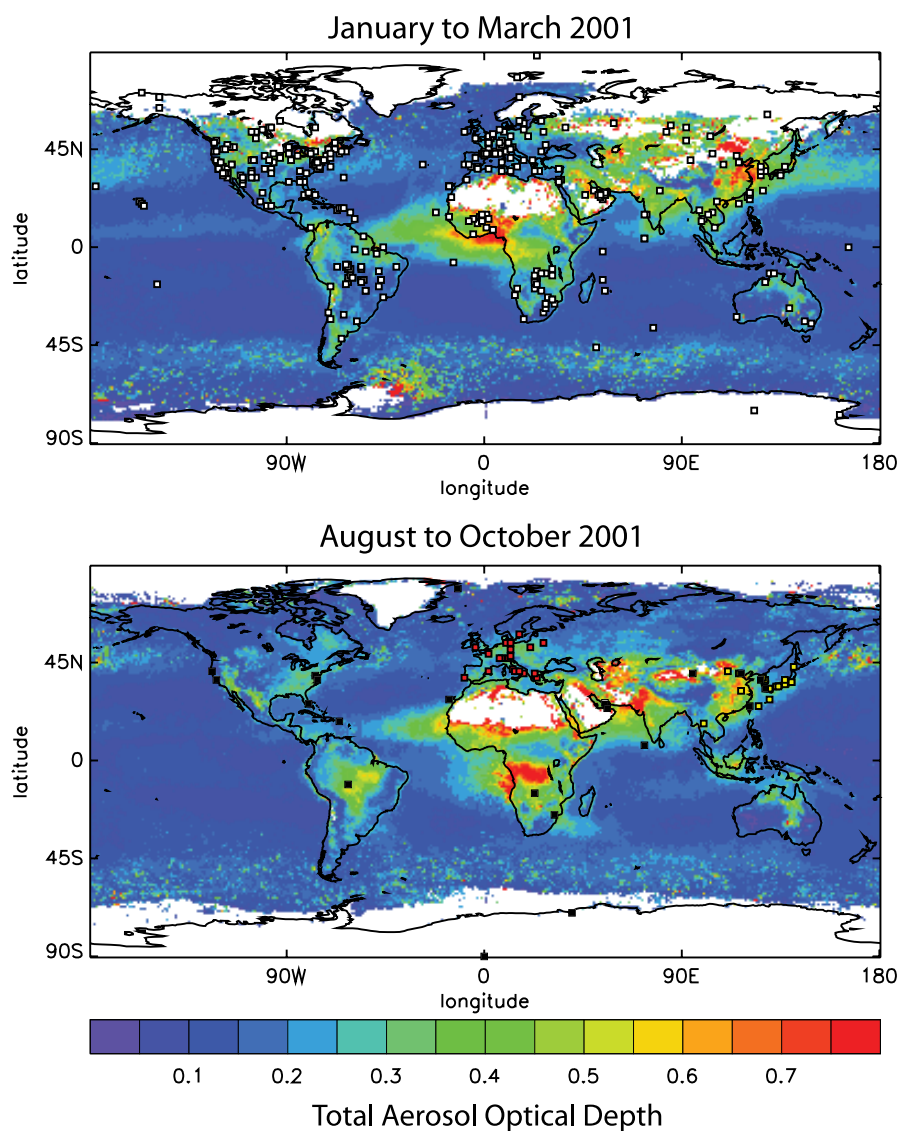 January to March 2001
45N
0
45S
90S
latitude
90W 0 90E 180
longitude
August to October 2001
45N
0
45S
90S
latitude
90W 0 90E 180
longitude
0.1 0.2 0.3 0.4 0.5 0.6 0.7
Total Aerosol Optical Depth